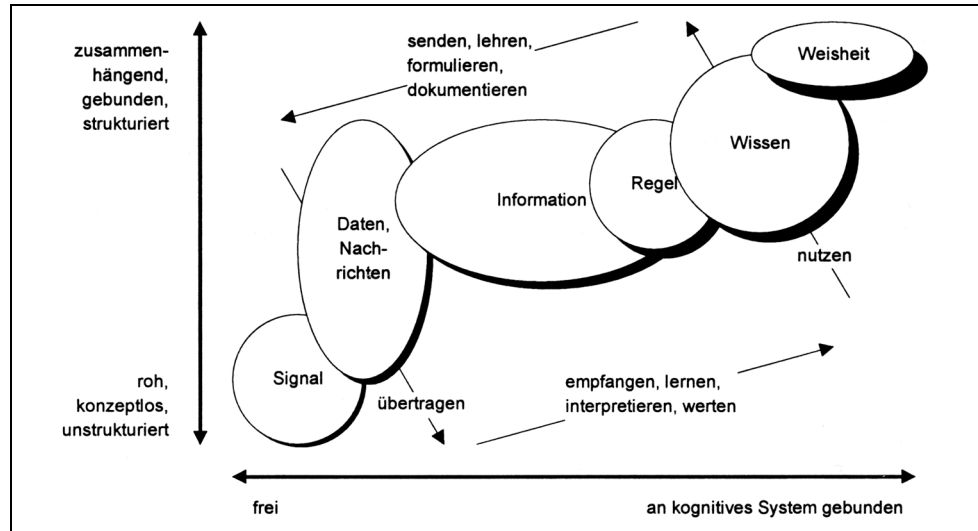 zusammen-
hängend,
gebunden,
strukturiert
senden, lehren,
formulieren,
dokumentieren
Weisheit
Wissen
Regel
Information
Daten,
Nach-
richten
nutzen
Signal
roh,
konzeptlos,
unstrukturiert
übertragen
empfangen, lernen,
interpretieren, werten
frei
an kognitives System gebunden